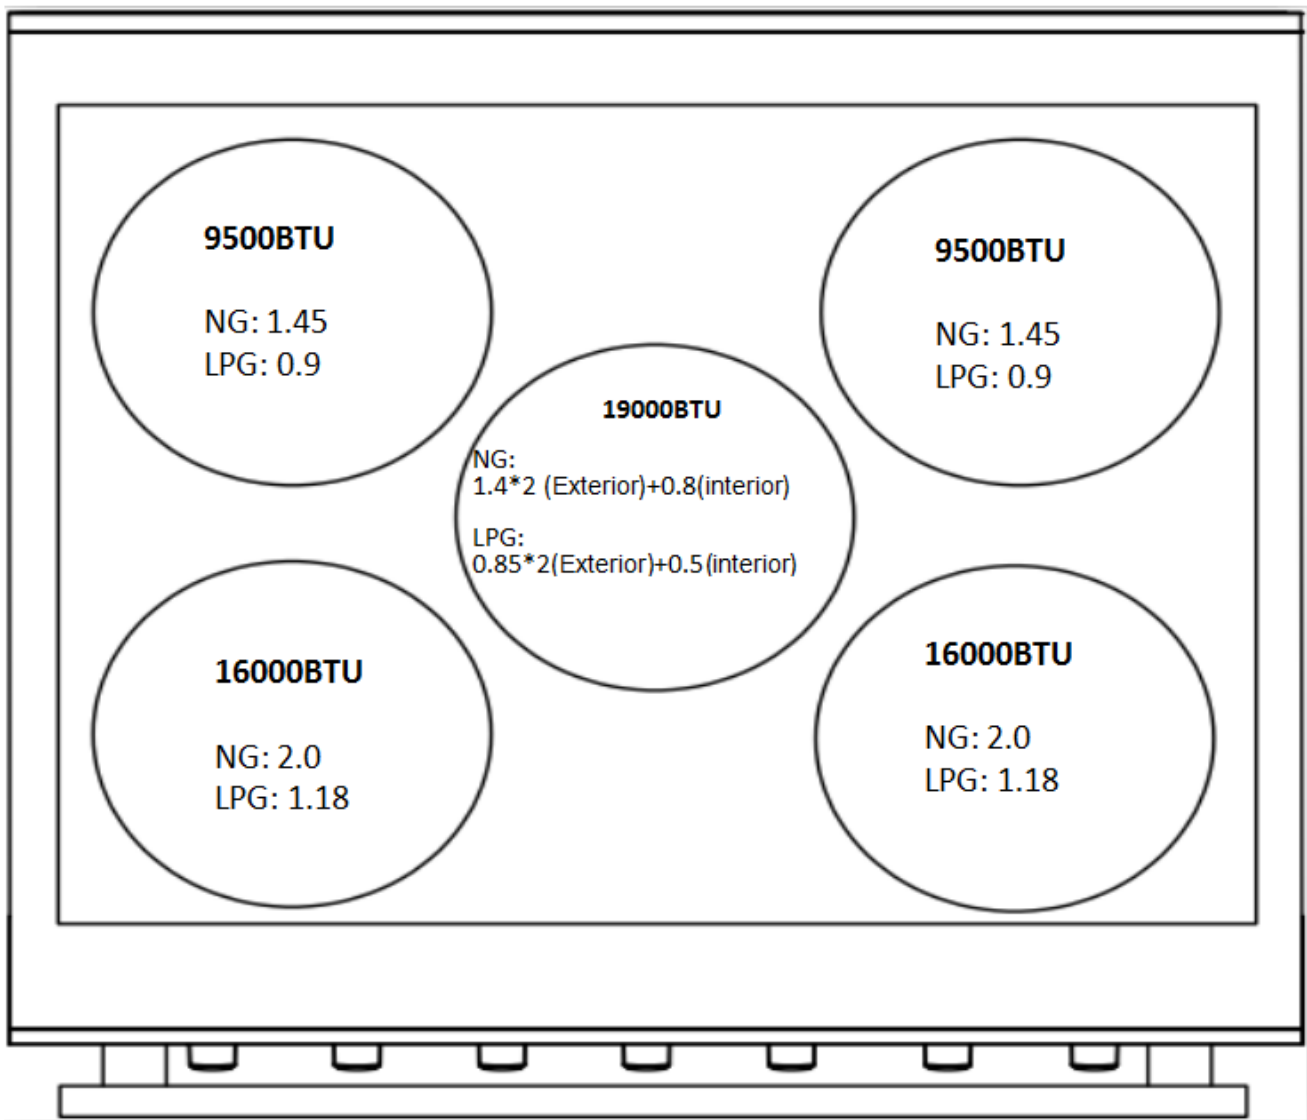 9500BTU
NG: 1.45
LPG: 0.9
9500BTU
NG: 1.45
LPG: 0.9
19000BTU
NG:
1.4*2 (Exterior)+0.8(interior)
LPG:
0.85*2(Exterior)+0.5(interior)
16000BTU
NG: 2.0
LPG: 1.18
16000BTU
NG: 2.0
LPG: 1.18